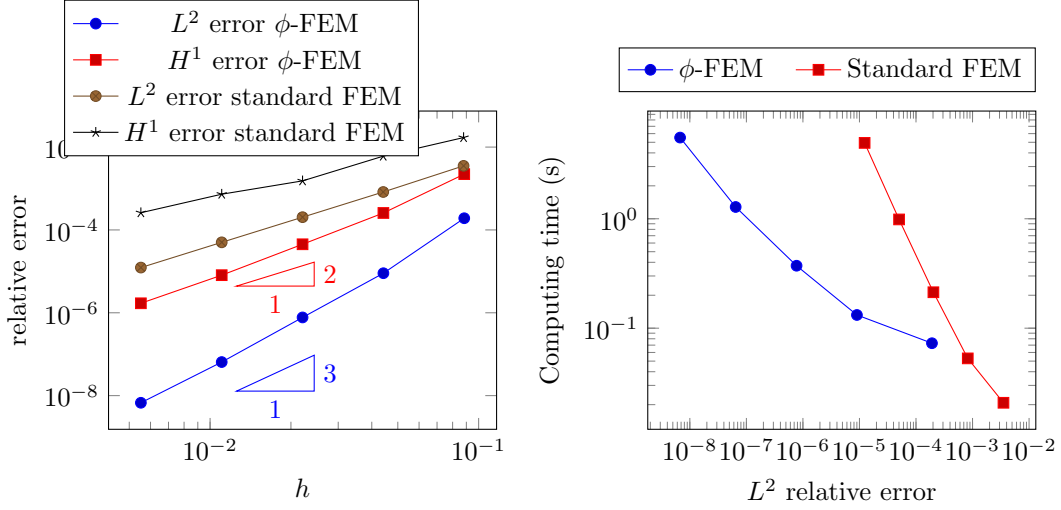 L² error ϕ-FEM
H¹ error ϕ-FEM
L² error standard FEM
H¹ error standard FEM
10⁻⁴
10⁻⁶
10⁻⁸
10⁻²
10⁻¹
h
relative error
2
1
3
1
ϕ-FEM
Standard FEM
10⁰
10⁻¹
10⁻⁸
10⁻⁷
10⁻⁶
10⁻⁵
10⁻⁴
10⁻³
10⁻²
L² relative error
Computing time (s)